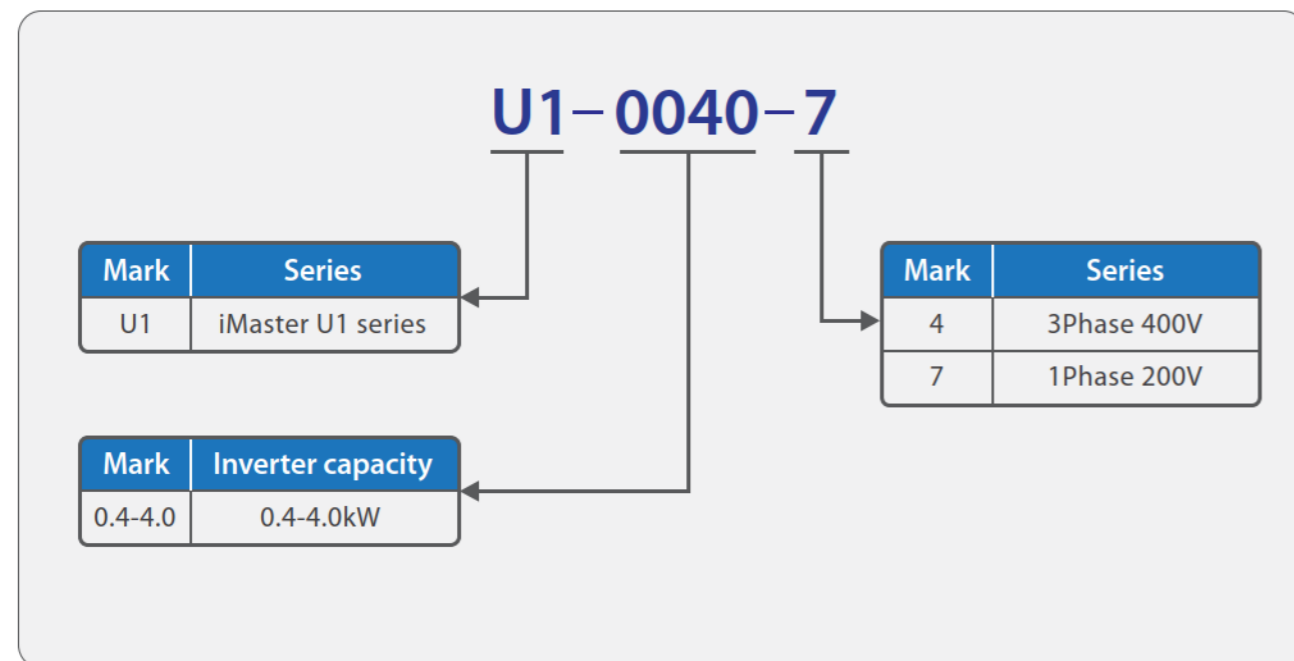 U1-0040-7
Mark Series
U1 iMaster U1 series
Mark Inverter capacity
0.4-4.0 0.4-4.0kW
Mark Series
4 3Phase 400V
7 1Phase 200V